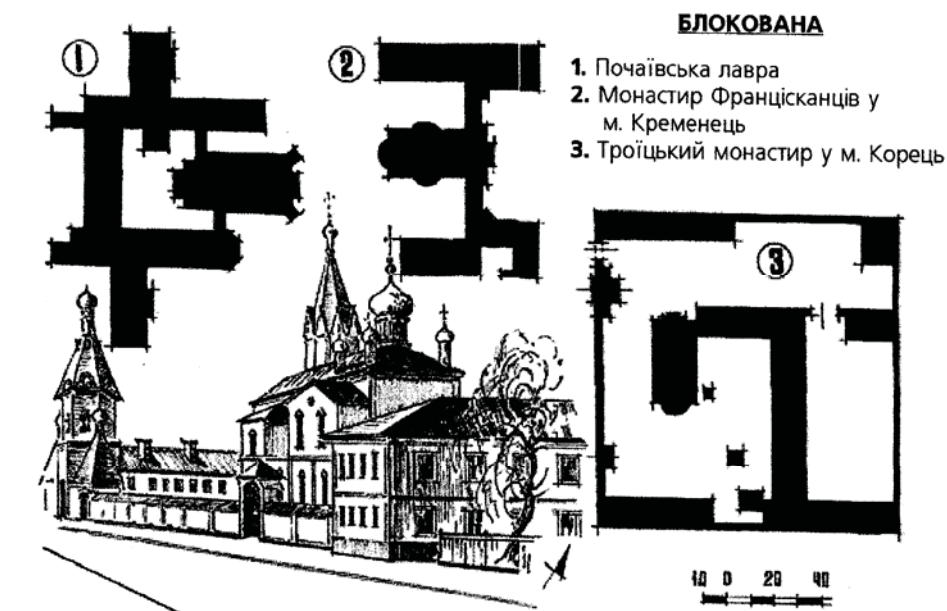 БЛОКОВАНА
1. Почаївська лавра
2. Монастир Францісканців у
м. Кременець
3. Троїцький монастир у м. Корець
1
2
3
10 0 20 40